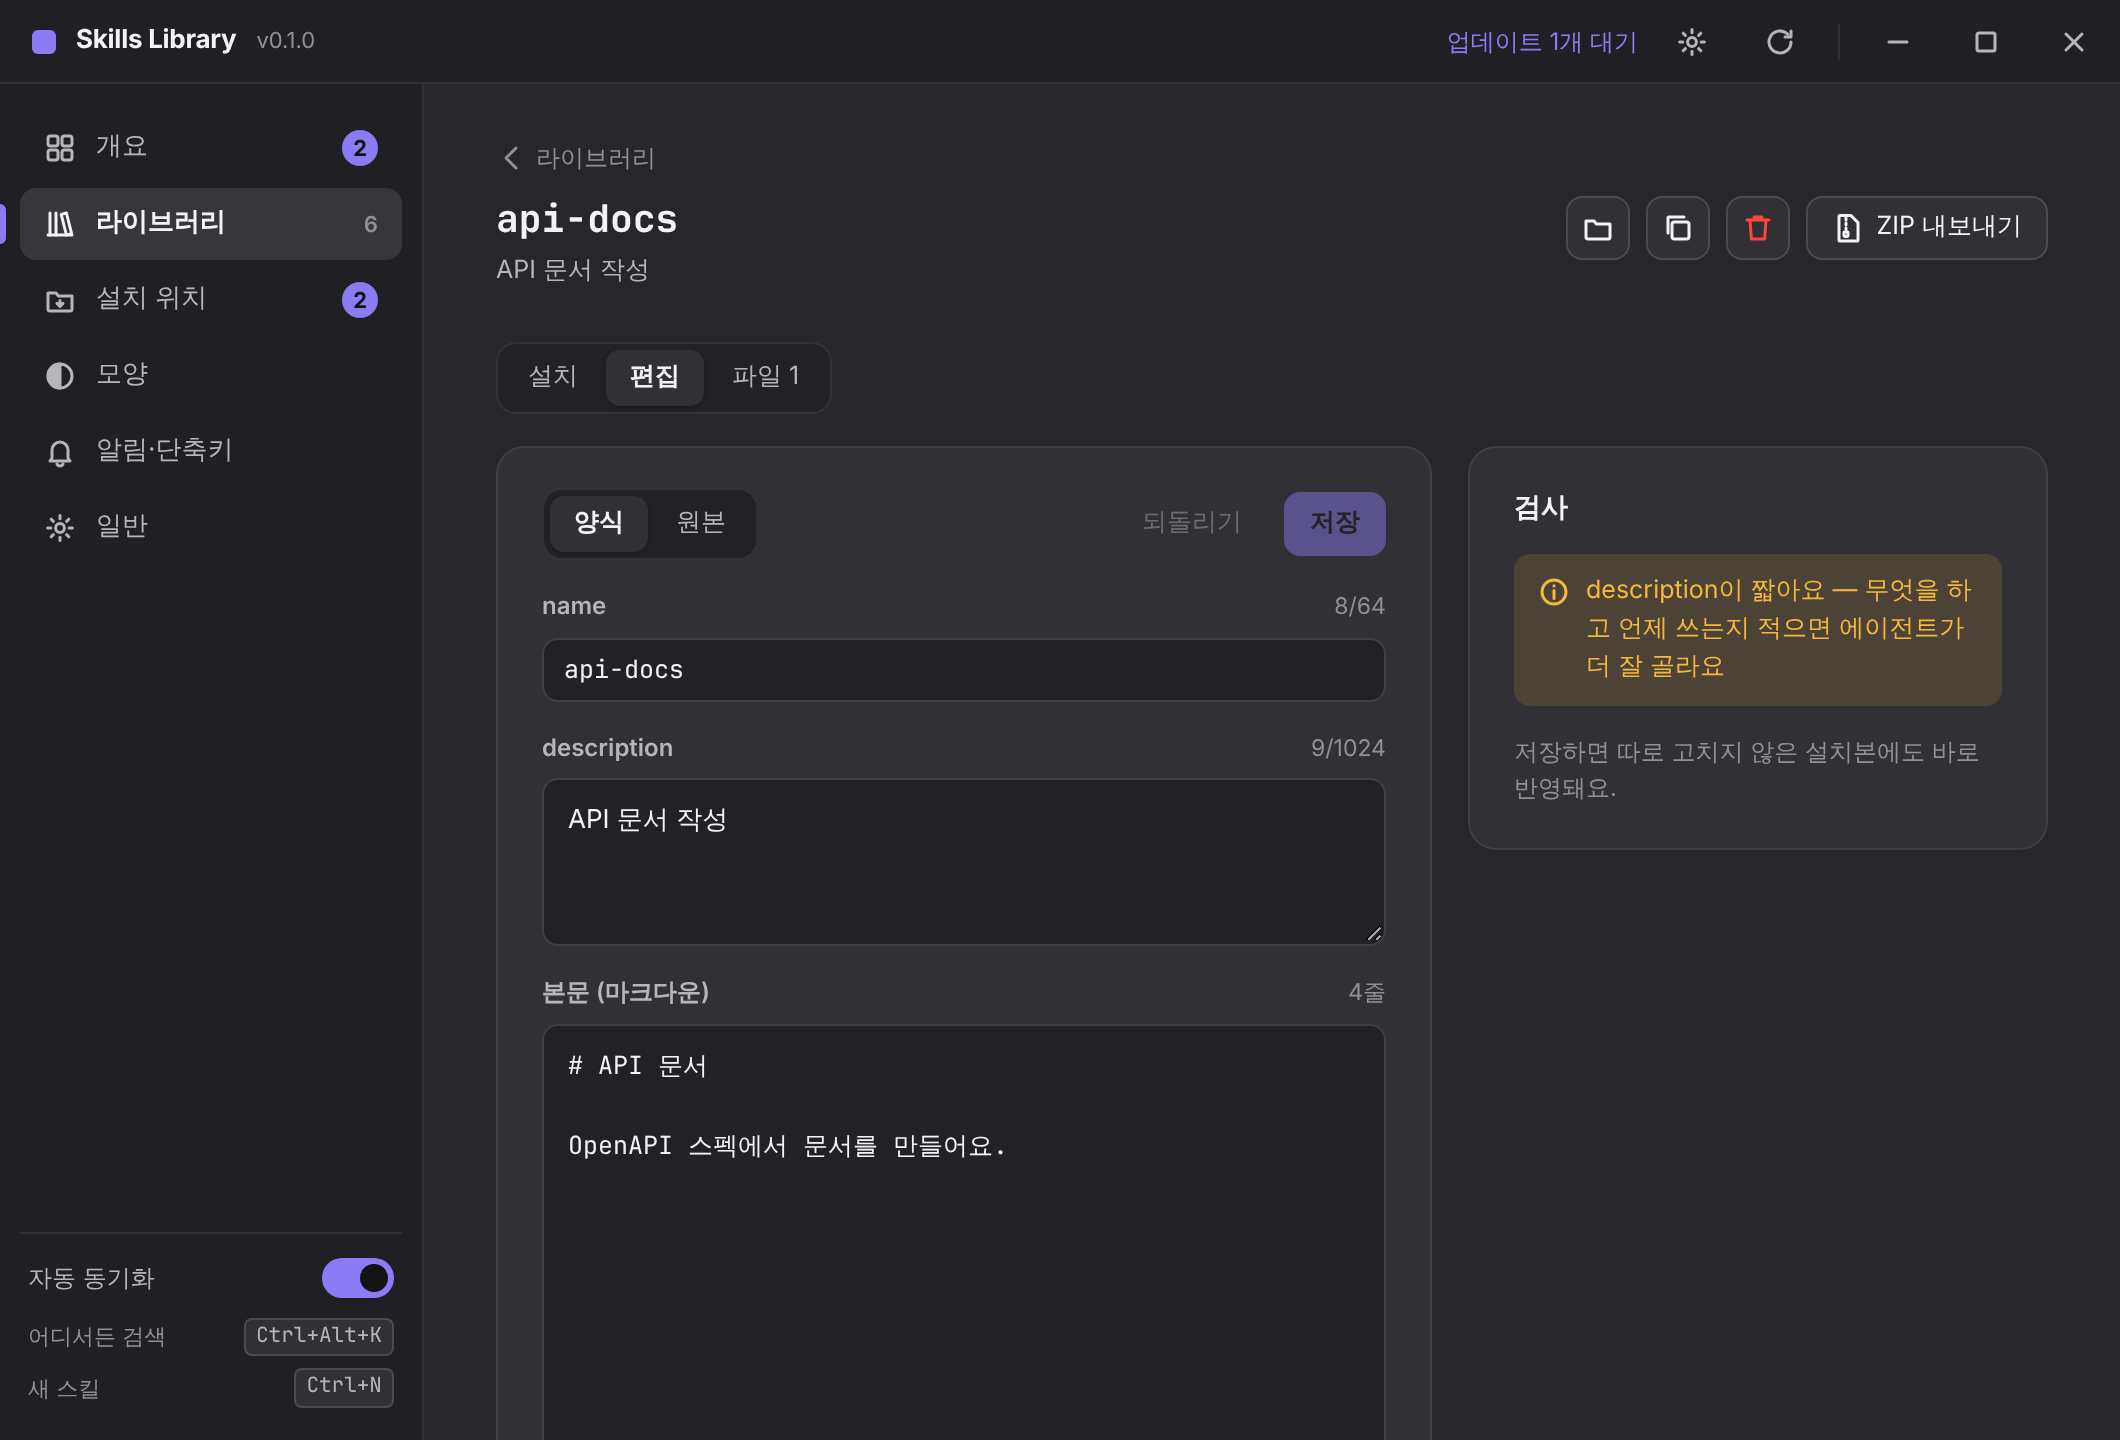 Skills Library v0.1.0
업데이트 1개 대기
개요 2
라이브러리 6
설치 위치 2
모양
알림·단축키
일반
자동 동기화
어디서든 검색 Ctrl+Alt+K
새 스킬 Ctrl+N
라이브러리
api-docs
API 문서 작성
ZIP 내보내기
설치 편집 파일 1
양식 원본 되돌리기 저장
name 8/64
api-docs
description 9/1024
API 문서 작성
본문 (마크다운) 4줄
# API 문서
OpenAPI 스펙에서 문서를 만들어요.
검사
description이 짧아요 — 무엇을 하
고 언제 쓰는지 적으면 에이전트가
더 잘 골라요
저장하면 따로 고치지 않은 설치본에도 바로
반영돼요.